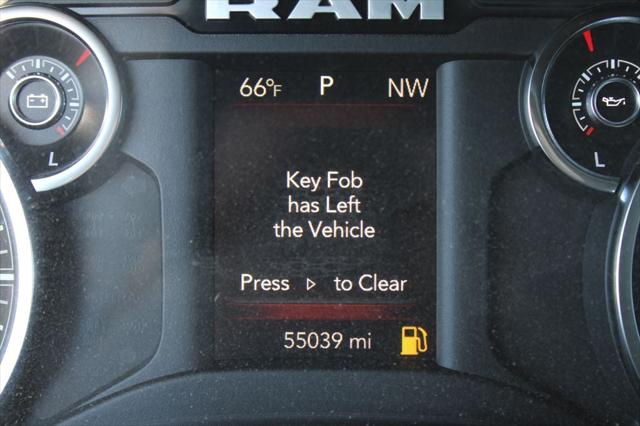 RAM
66°F P NW
L
L
Key Fob
has Left
the Vehicle
Press ▷ to Clear
55039 mi